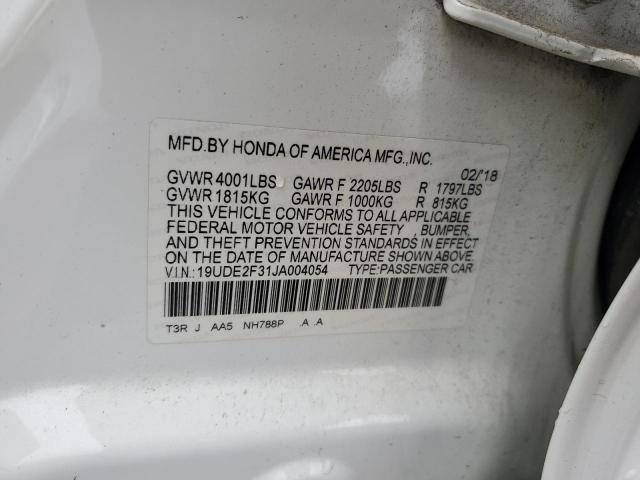 MFD.BY HONDA OF AMERICA MFG.,INC. 02/'18
GVWR 4001LBS GAWR F 2205LBS R 1797LBS
GVWR 1815KG GAWR F 1000KG R 815KG
THIS VEHICLE CONFORMS TO ALL APPLICABLE
FEDERAL MOTOR VEHICLE SAFETY , BUMPER,
AND THEFT PREVENTION STANDARDS IN EFFECT
ON THE DATE OF MANUFACTURE SHOWN ABOVE.
V.I.N.:19UDE2F31JA004054 TYPE:PASSENGER CAR
T3R J AA5 NH788P .A .A